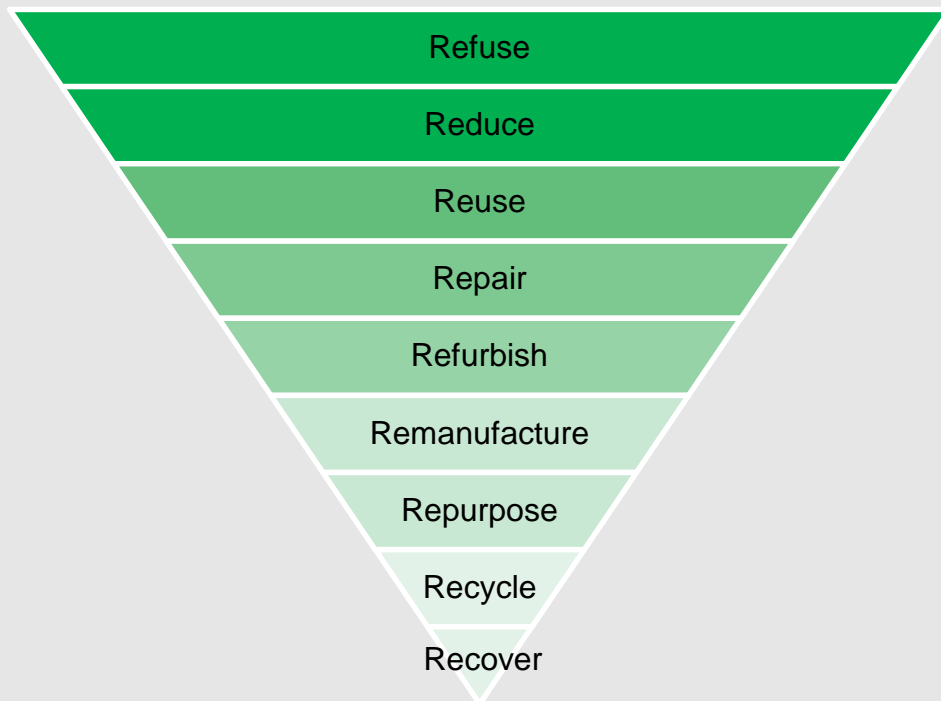 Refuse
Reduce
Reuse
Repair
Refurbish
Remanufacture
Repurpose
Recycle
Recover